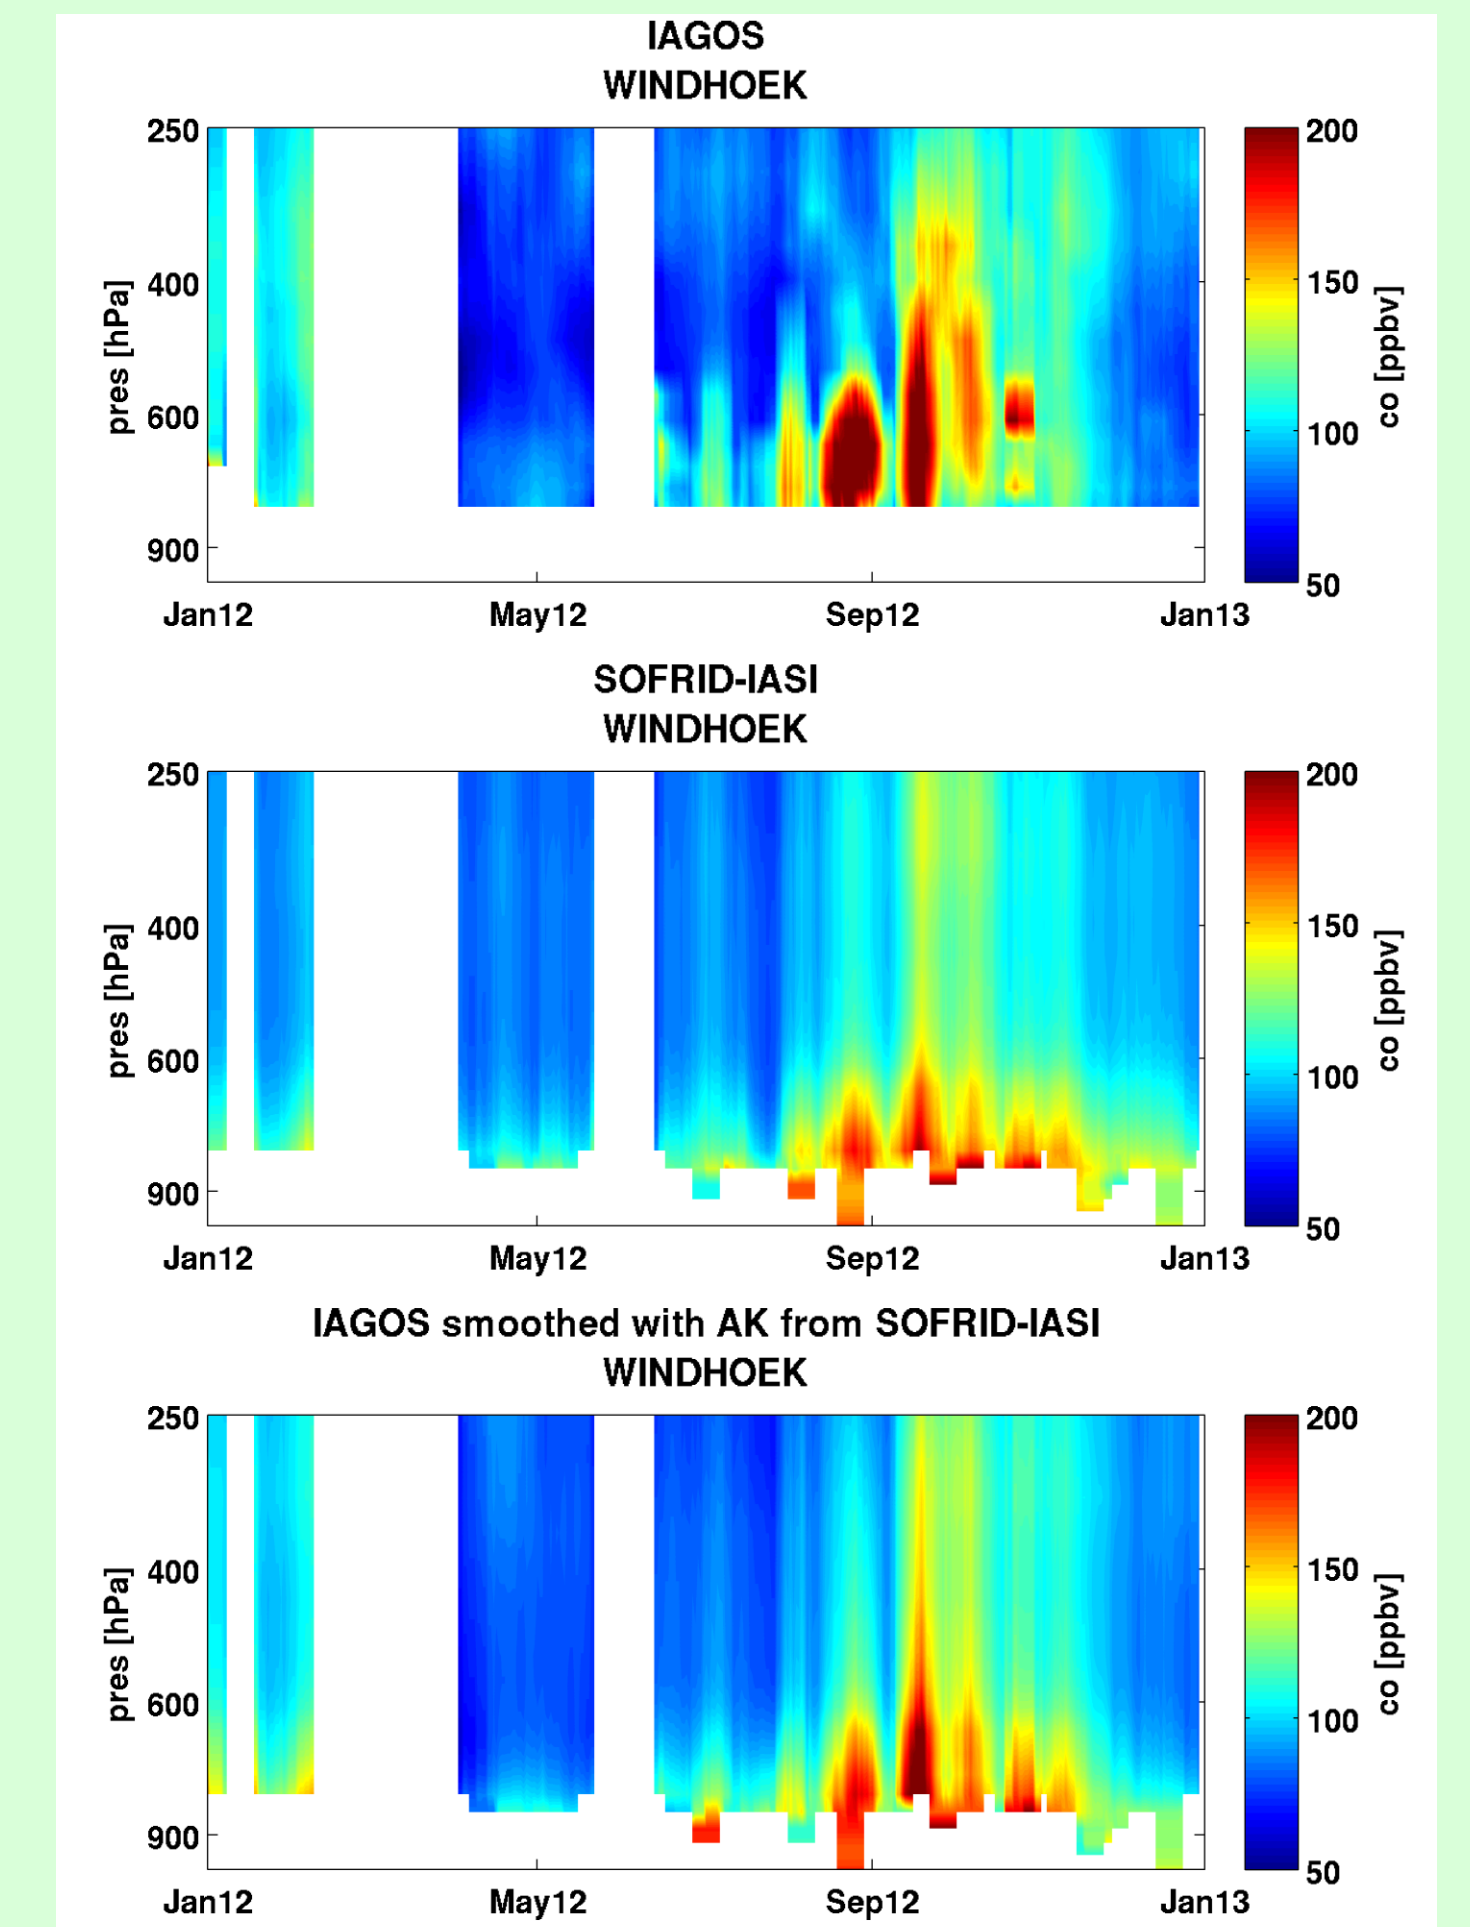 IAGOS
WINDHOEK
250
400
600
900
pres [hPa]
Jan12 May12 Sep12 Jan13
200
150
100
50
co [ppbv]
SOFRID-IASI
WINDHOEK
250
400
600
900
pres [hPa]
Jan12 May12 Sep12 Jan13
200
150
100
50
co [ppbv]
IAGOS smoothed with AK from SOFRID-IASI
WINDHOEK
250
400
600
900
pres [hPa]
Jan12 May12 Sep12 Jan13
200
150
100
50
co [ppbv]